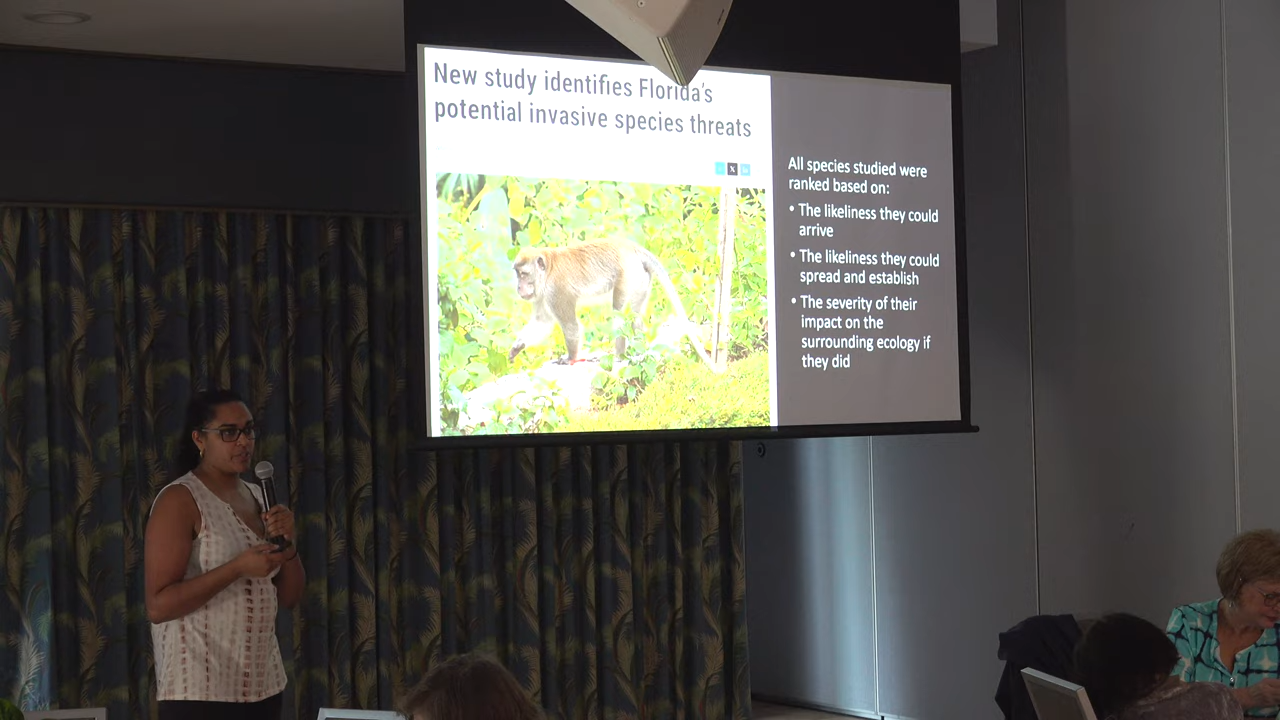 New study identifies Florida's
potential invasive species threats
X
in
All species studied were
ranked based on:
• The likeliness they could
arrive
• The likeliness they could
spread and establish
• The severity of their
impact on the
surrounding ecology if
they did